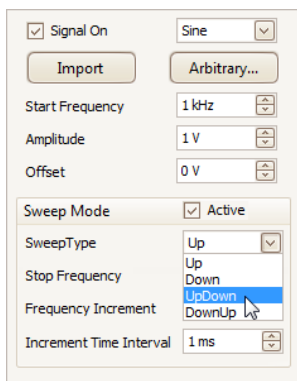 Signal On Sine
Import Arbitrary...
Start Frequency 1 kHz
Amplitude 1 V
Offset 0 V
Sweep Mode Active
SweepType Up
Up
Stop Frequency Down
UpDown
Frequency Increment DownUp
Increment Time Interval 1 ms